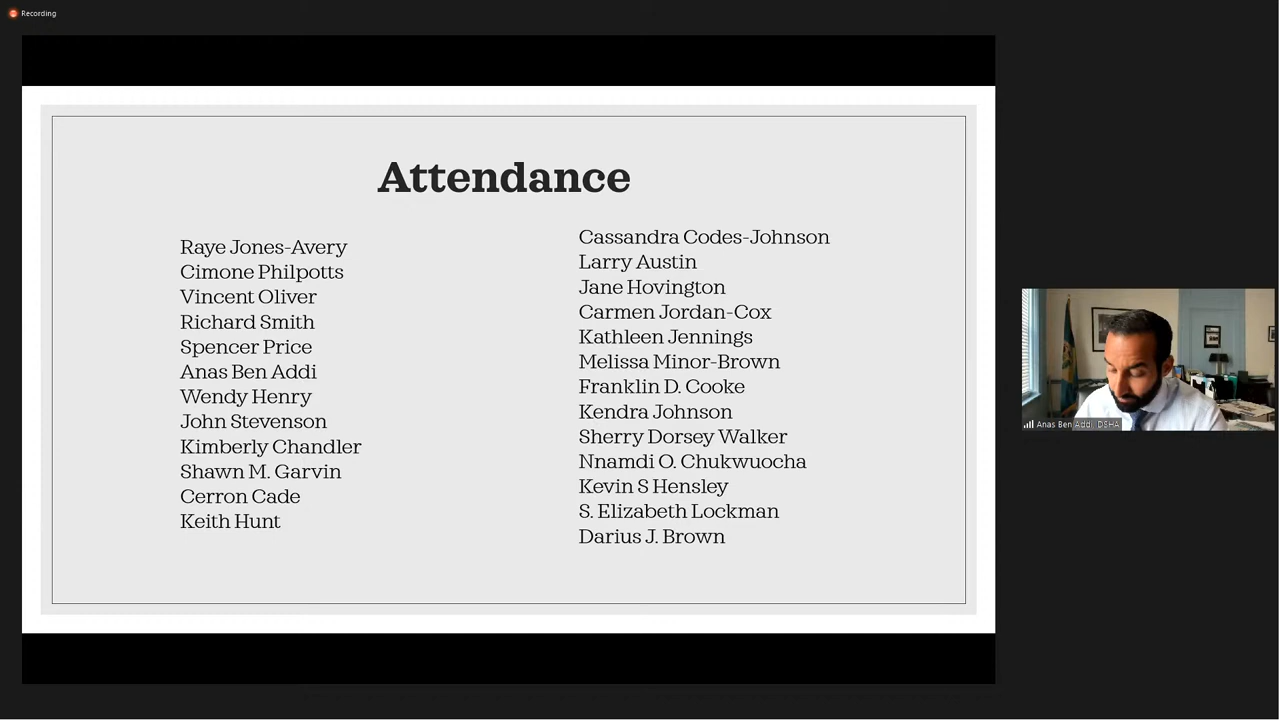 Recording
Attendance
Raye Jones-Avery
Cimone Philpotts
Vincent Oliver
Richard Smith
Spencer Price
Anas Ben Addi
Wendy Henry
John Stevenson
Kimberly Chandler
Shawn M. Garvin
Cerron Cade
Keith Hunt
Cassandra Codes-Johnson
Larry Austin
Jane Hovington
Carmen Jordan-Cox
Kathleen Jennings
Melissa Minor-Brown
Franklin D. Cooke
Kendra Johnson
Sherry Dorsey Walker
Nnamdi O. Chukwuocha
Kevin S Hensley
S. Elizabeth Lockman
Darius J. Brown
Anas Ben Addi, DSHA